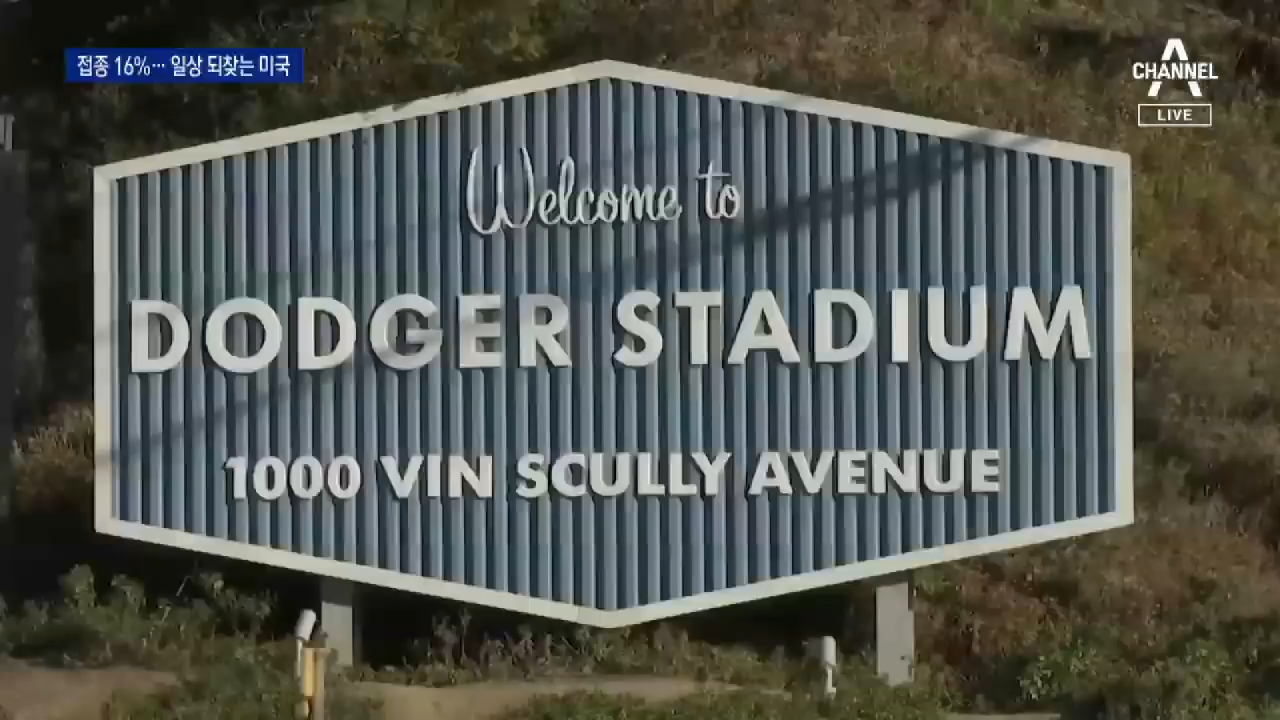 접종 16%… 일상 되찾는 미국
CHANNEL A
LIVE
Welcome to
DODGER STADIUM
1000 VIN SCULLY AVENUE